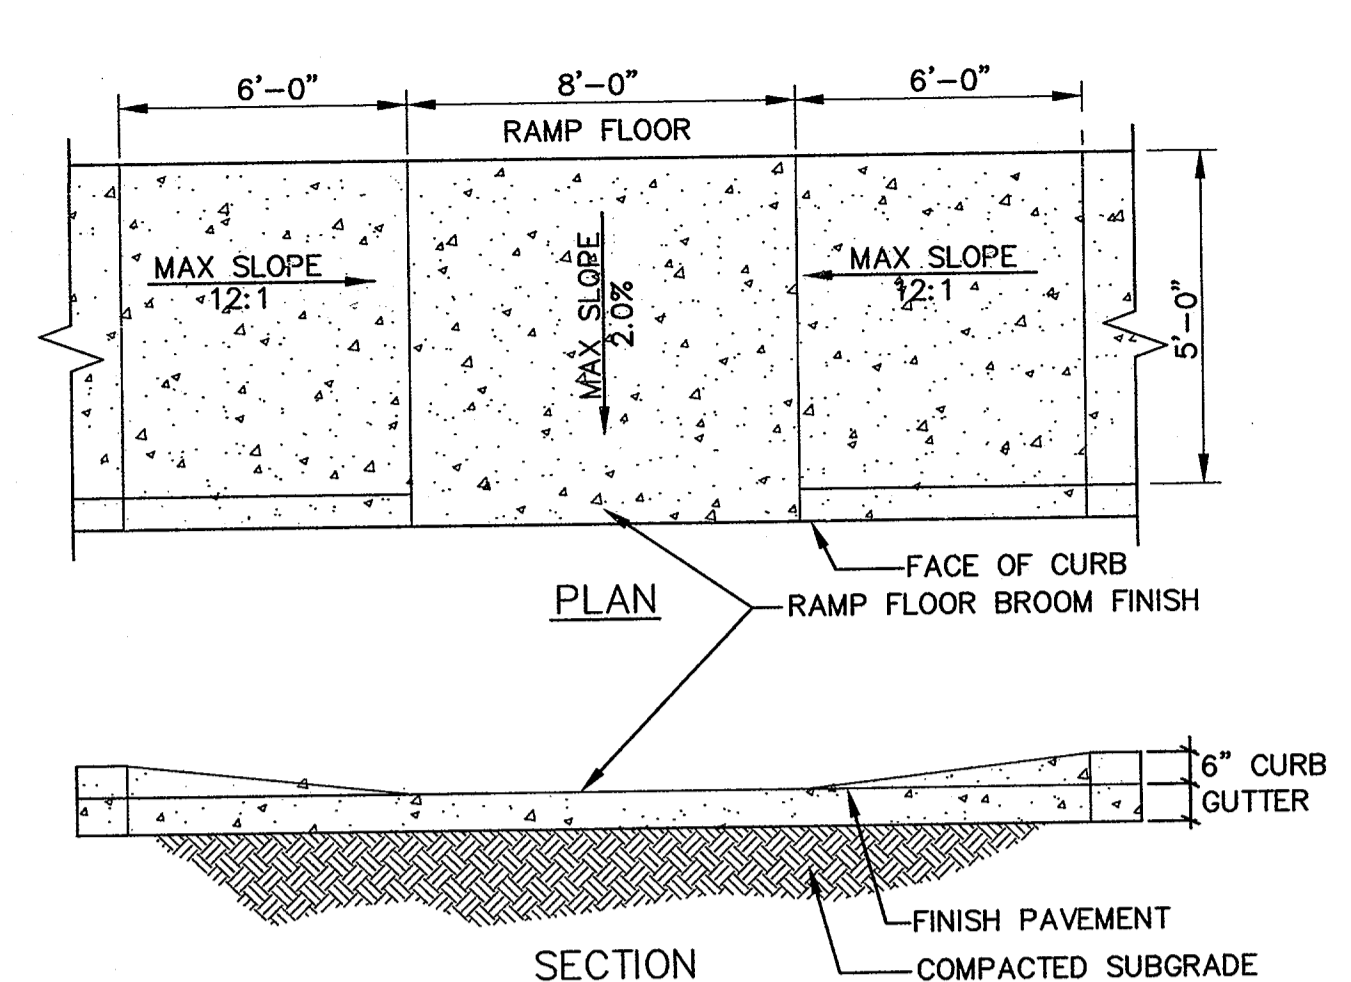 6'-0" 8'-0" 6'-0"
RAMP FLOOR
MAX SLOPE
12:1
MAX SLOPE
2.0%
MAX SLOPE
12:1
5'-0"
FACE OF CURB
PLAN
RAMP FLOOR BROOM FINISH
6" CURB
GUTTER
FINISH PAVEMENT
SECTION
COMPACTED SUBGRADE